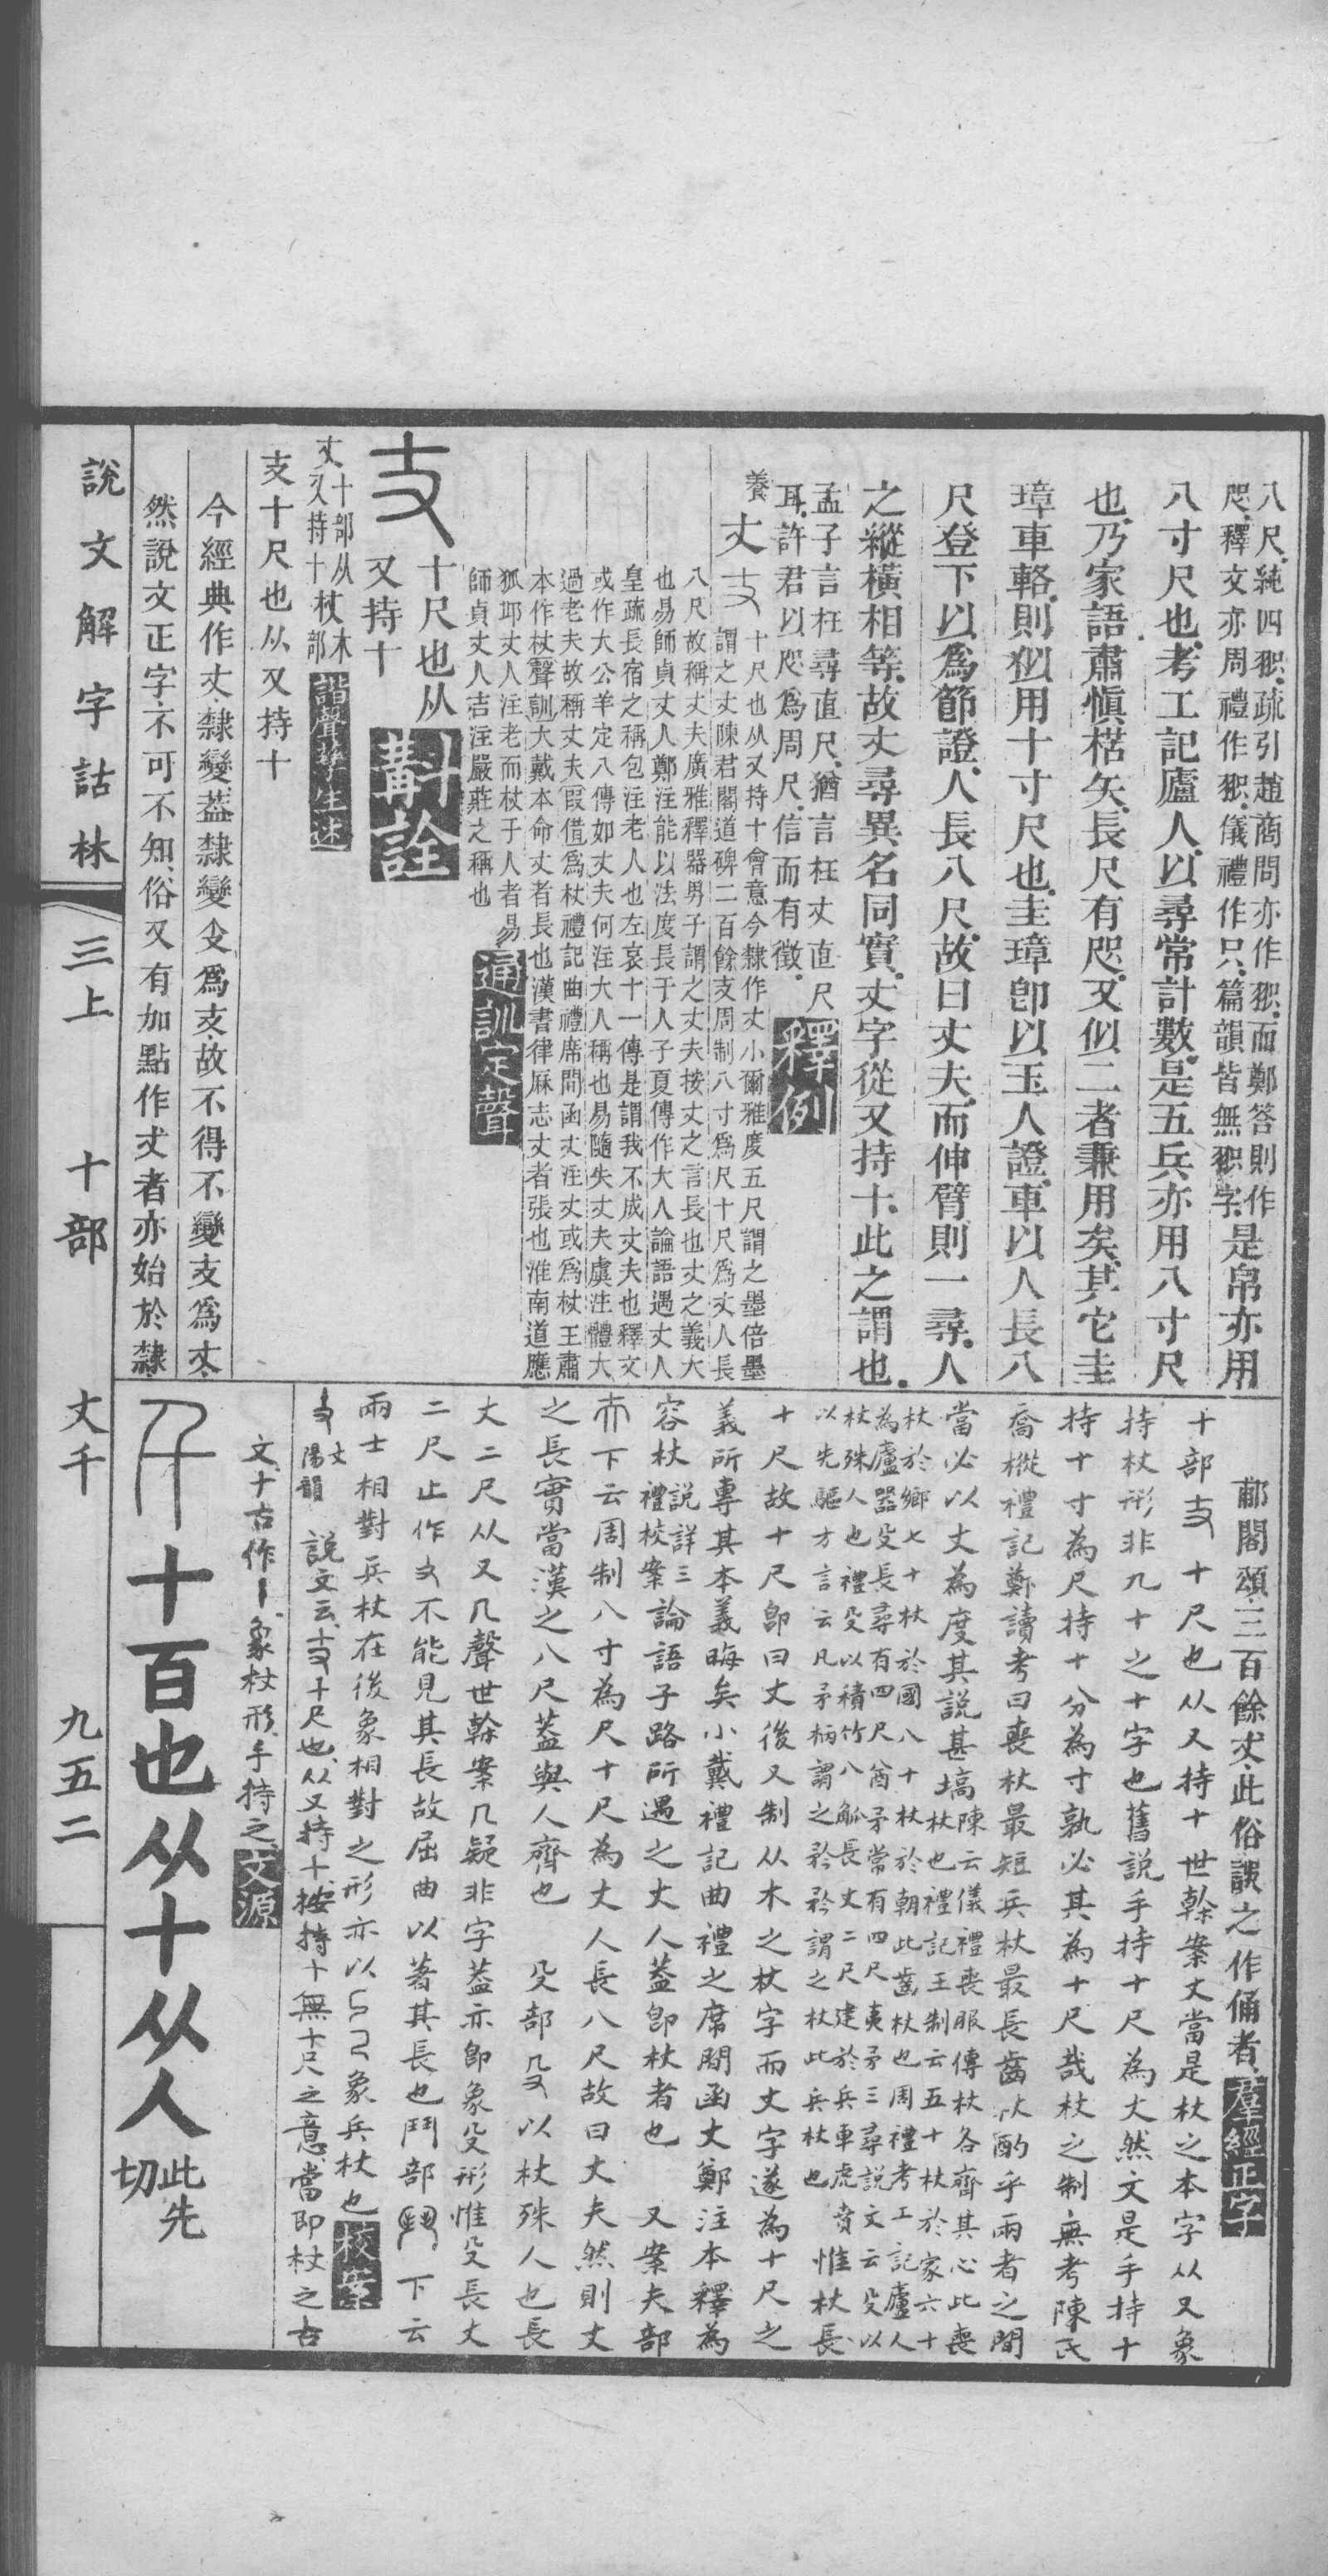 八尺純四䠱疏引趙商問亦作䠱而鄭答則作
咫釋文亦周禮作䠱儀禮作只篇韻皆無䠱字是帛亦用
八寸尺也考工記廬人以尋常計數是五兵亦用八寸尺
也乃家語肅愼楛矢長尺有咫又似二者兼用矣其它圭
璋車輅則似用十寸尺也圭璋卽以玉人證車以人長八
尺登下以爲節證人長八尺故曰丈夫而伸臂則一尋人
之縱橫相等故丈尋異名同實丈字從又持十此之謂也
孟子言枉尋直尺猶言枉丈直尺
耳許君以咫爲周尺信而有徵 釋例
養
丈 十尺也从又持十會意今隸作丈小爾雅度五尺謂之墨倍墨
謂之丈陳君閣道碑二百餘支周制八寸爲尺十尺爲丈人長
八尺故稱丈夫廣雅釋器男子謂之丈夫按丈之言長也丈之義大
也易師貞丈人鄭注能以法度長于人子夏傳作大人論語遇丈人
皇疏長宿之稱包注老人也左哀十一傳是謂我不成丈夫也釋文
或作大公羊定八傳如丈夫何注大人稱也易隨失丈夫虞注體大
過老夫故稱丈夫叚借爲杖禮記曲禮席間函丈注丈或爲杖王肅
本作杖聲訓大戴本命丈者長也漢書律厤志丈者張也淮南道應
狐邱丈人注老而杖于人者易
師貞丈人吉注嚴莊之稱也 通訓定聲
十尺也从
又持十 斠詮
丈十部从木
又持十杖部 諧聲孳生述
支十尺也从又持十
今經典作丈隸變葢隸變㕛爲支故不得不變支爲丈
然說文正字不可不知俗又有加點作𠀋者亦始於隸
郙閣頌三百餘𠀋此俗誤之作俑者 羣經正字
十部支十尺也从又持十世榦案丈當是杖之本字从又象
持杖形非九十之十字也舊說手持十尺為丈然文是手持十
持十寸為尺持十分為寸孰必其為十尺哉杖之制無考陳氏
喬樅禮記鄭讀考曰喪杖最短兵杖最長齒杖酌乎兩者之間
當必以丈為度其說甚塙陳云儀禮喪服傳杖各齊其心此喪
杖也禮記王制云五十杖於家六十
杖於鄉七十杖於國八十杖於朝此齒杖也周禮考工記廬人
為廬器殳長尋有四尺酋矛常有四尺夷矛三尋說文云殳以
杖殊人也禮殳以積竹八觚長丈二尺建於兵車虎賁
以先驅方言云凡矛柄謂之矜矜謂之杖此兵杖也 惟杖長
十尺故十尺卽曰丈後又制从木之杖字而丈字遂為十尺之
義所專其本義晦矣小戴禮記曲禮之席閒函丈鄭注本釋為
容杖說詳三禮校案論語子路所遇之丈人葢卽杖者也 又案夫部
夫下云周制八寸為尺十尺為丈人長八尺故曰丈夫然則丈
之長實當漢之八尺葢與人齊也 殳部殳以杖殊人也長
丈二尺从又几聲世榦案几疑非字葢亦卽象殳形惟殳長丈
二尺止作殳不能見其長故屈曲以著其長也鬥部鬥下云
兩士相對兵杖在後象相對之形亦以象兵杖也 校案
丈 陽韻 說文云支十尺也从又持十按持十無十尺之意當即杖之古
文十古作丨象杖形手持之 文源
十百也从十从人此先切
說文解字詁林 三上 十部 丈千 九五二